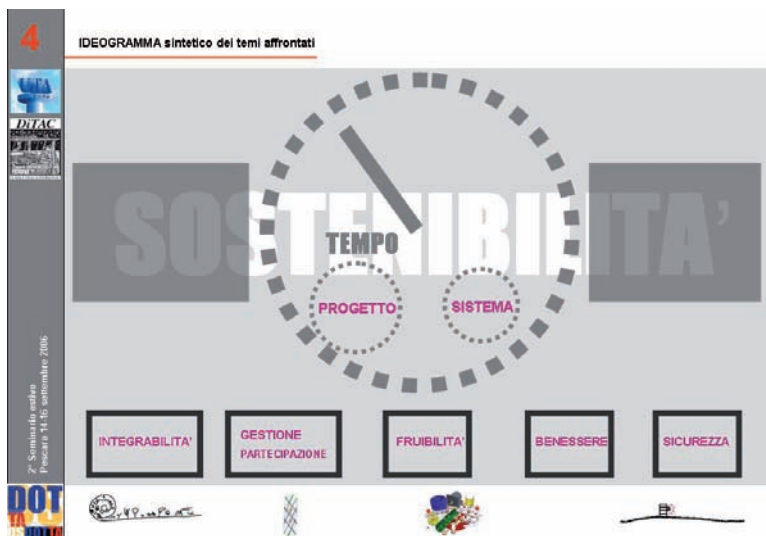 4
IDEOGRAMMA sintetico dei temi affrontati
DiTAC
SOSTENIBILITA'
TEMPO
PROGETTO
SISTEMA
INTEGRABILITA'
GESTIONE
PARTECIPAZIONE
FRUIBILITA'
BENESSERE
SICUREZZA
2° Seminario estivo
Pescara 14-16 settembre 2006
DOT
TA